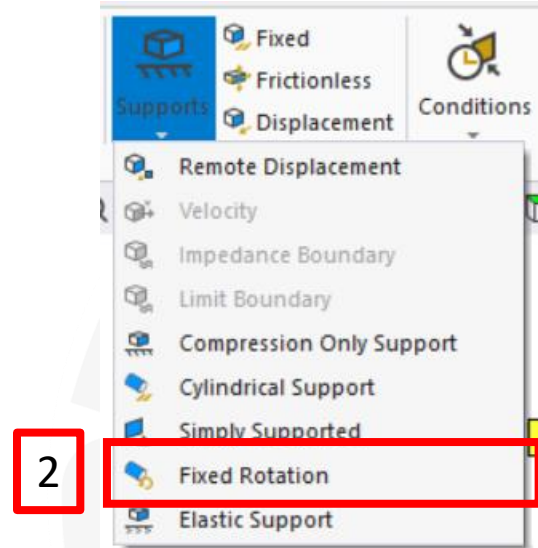 Fixed
Frictionless
Supports
Displacement
Conditions
Remote Displacement
Velocity
Impedance Boundary
Limit Boundary
Compression Only Support
Cylindrical Support
Simply Supported
2
Fixed Rotation
Elastic Support